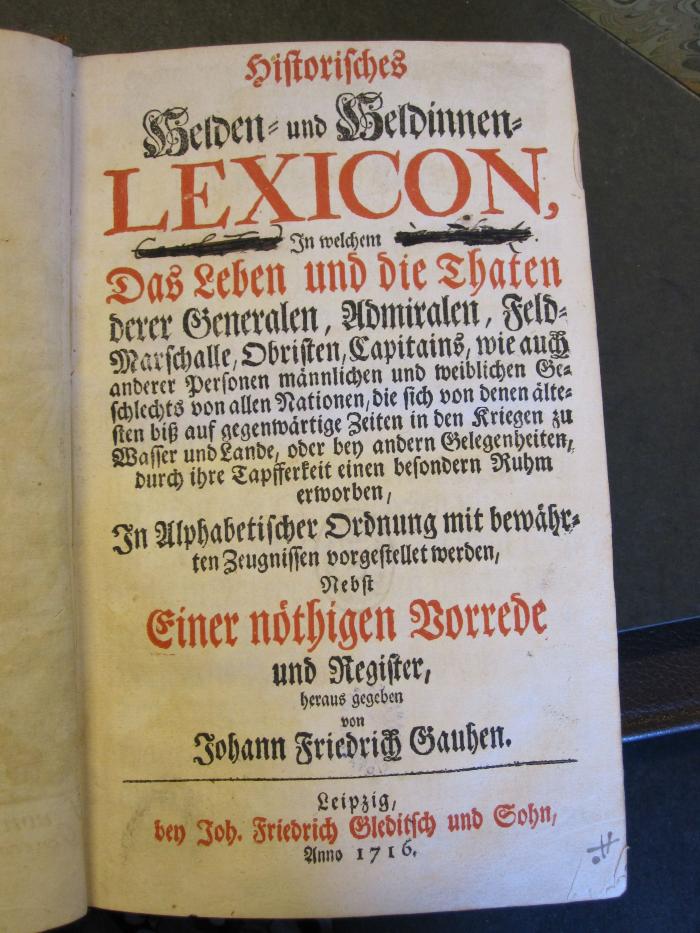 Historisches
Helden- und Heldinnen-
LEXICON,
In welchem
Das Leben und die Thaten
derer Generalen, Admiralen, Feld-
Marschalle, Obristen, Capitains, wie auch
anderer Personen männlichen und weiblichen Ge-
schlechts von allen Nationen, die sich von denen älte-
sten biß auf gegenwärtige Zeiten in den Kriegen zu
Wasser und Lande, oder bey andern Gelegenheiten,
durch ihre Tapfferkeit einen besondern Ruhm
erworben,
In Alphabetischer Ordnung mit bewähr-
ten Zeugnissen vorgestellet werden,
Nebst
Einer nöthigen Vorrede
und Register,
heraus gegeben
von
Johann Friedrich Gauhen.
Leipzig,
bey Joh. Friedrich Gleditsch und Sohn,
Anno 1716.